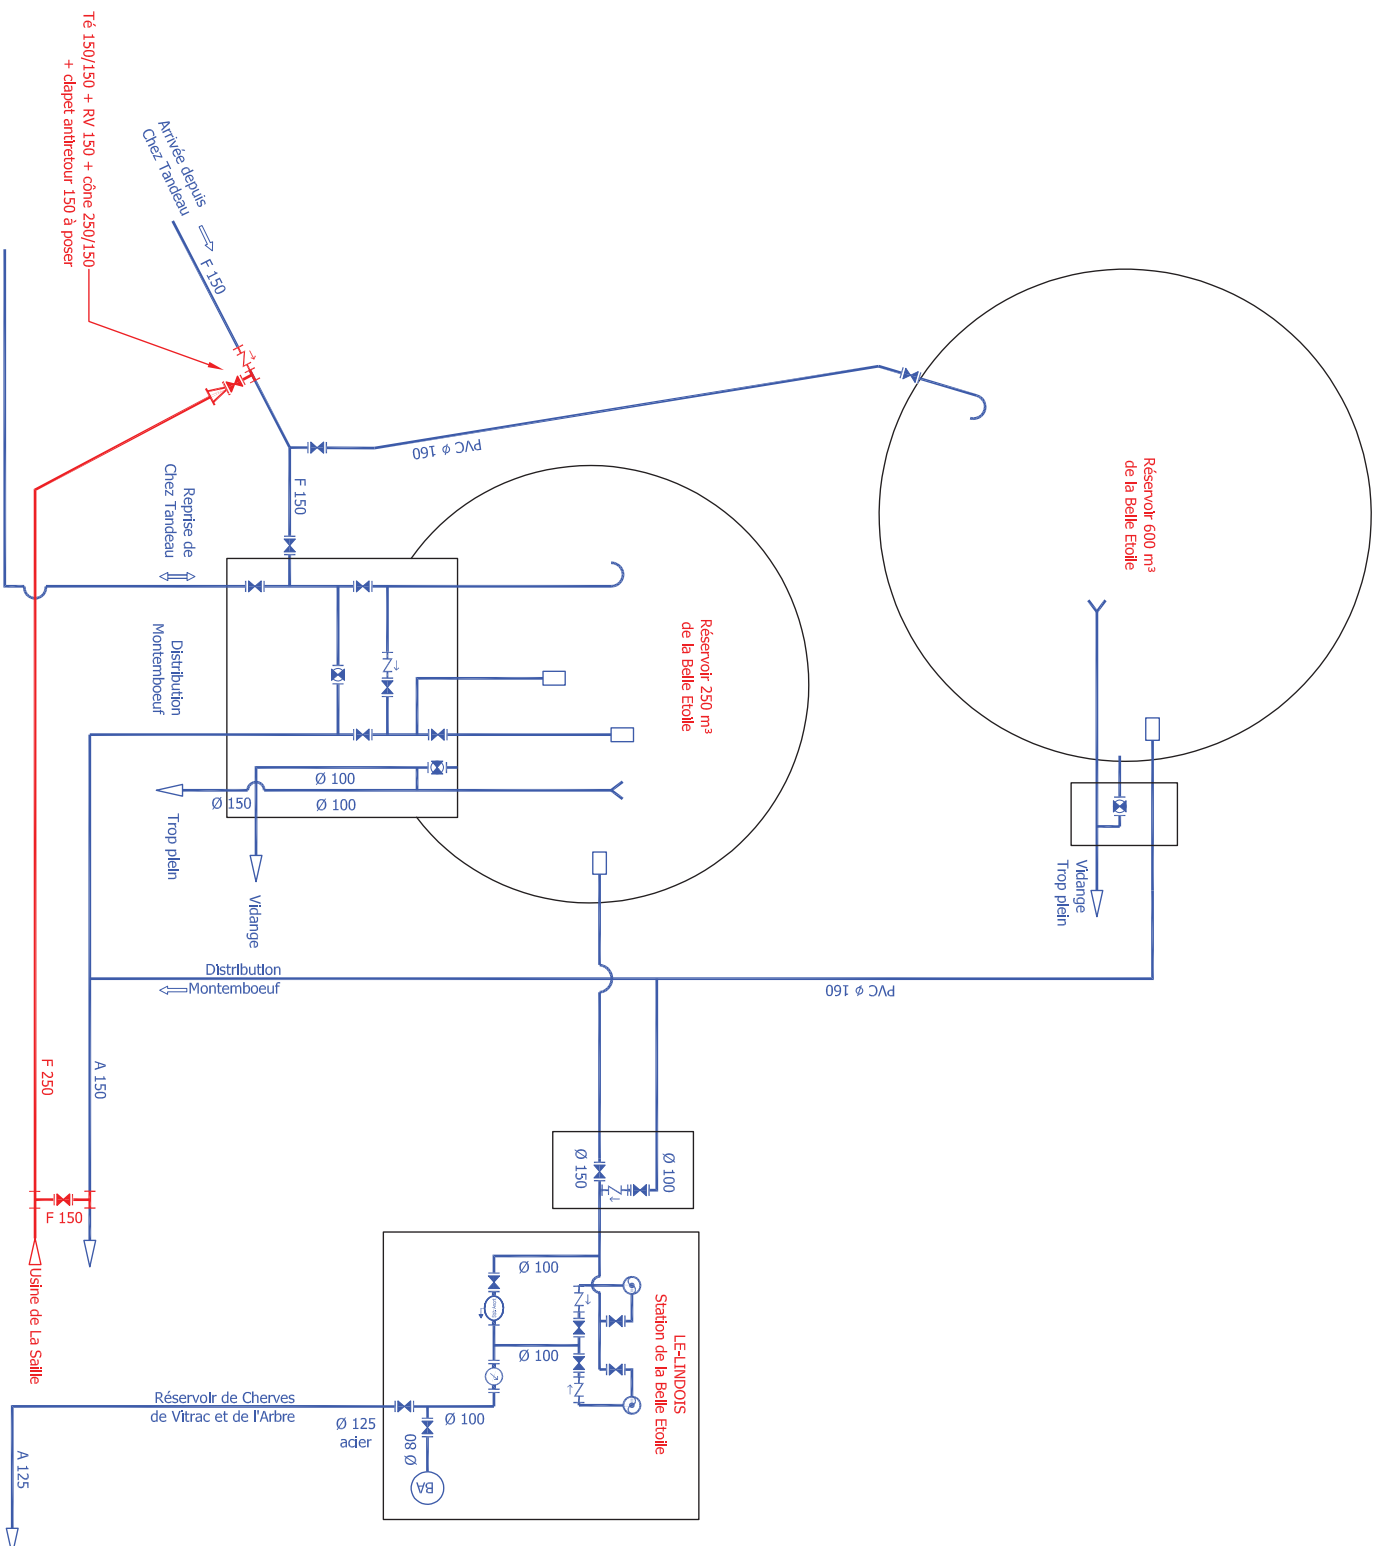 Té 150/150 + RV 150 + cône 250/150
+ clapet antiretour 150 à poser
Arrivée depuis
Chez Tandeau
F 150
PVC ϕ 160
Réservoir 600 m³
de la Belle Etoile
F 150
Reprise de
Chez Tandeau
Réservoir 250 m³
de la Belle Etoile
Distribution
Montemboeuf
Ø 100
Ø 150
Ø 100
Trop plein
Vidange
Vidange
Trop plein
Distribution
Montemboeuf
PVC ϕ 160
F 250
A 150
Ø 150
Ø 100
F 150
Usine de La Saille
Ø 100
LE-LINDOIS
Station de la Belle Etoile
Ø 100
Réservoir de Cherves
de Vitrac et de l'Arbre
Ø 125
acier
Ø 100
Ø 80
BA
A 125